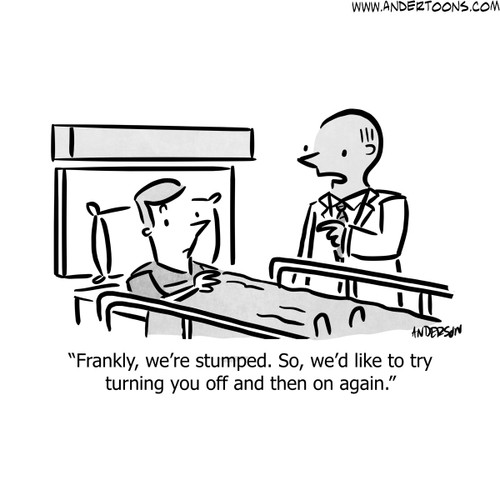 WWW.ANDERTOONS.COM
ANDERSON
“Frankly, we’re stumped. So, we’d like to try
turning you off and then on again.”